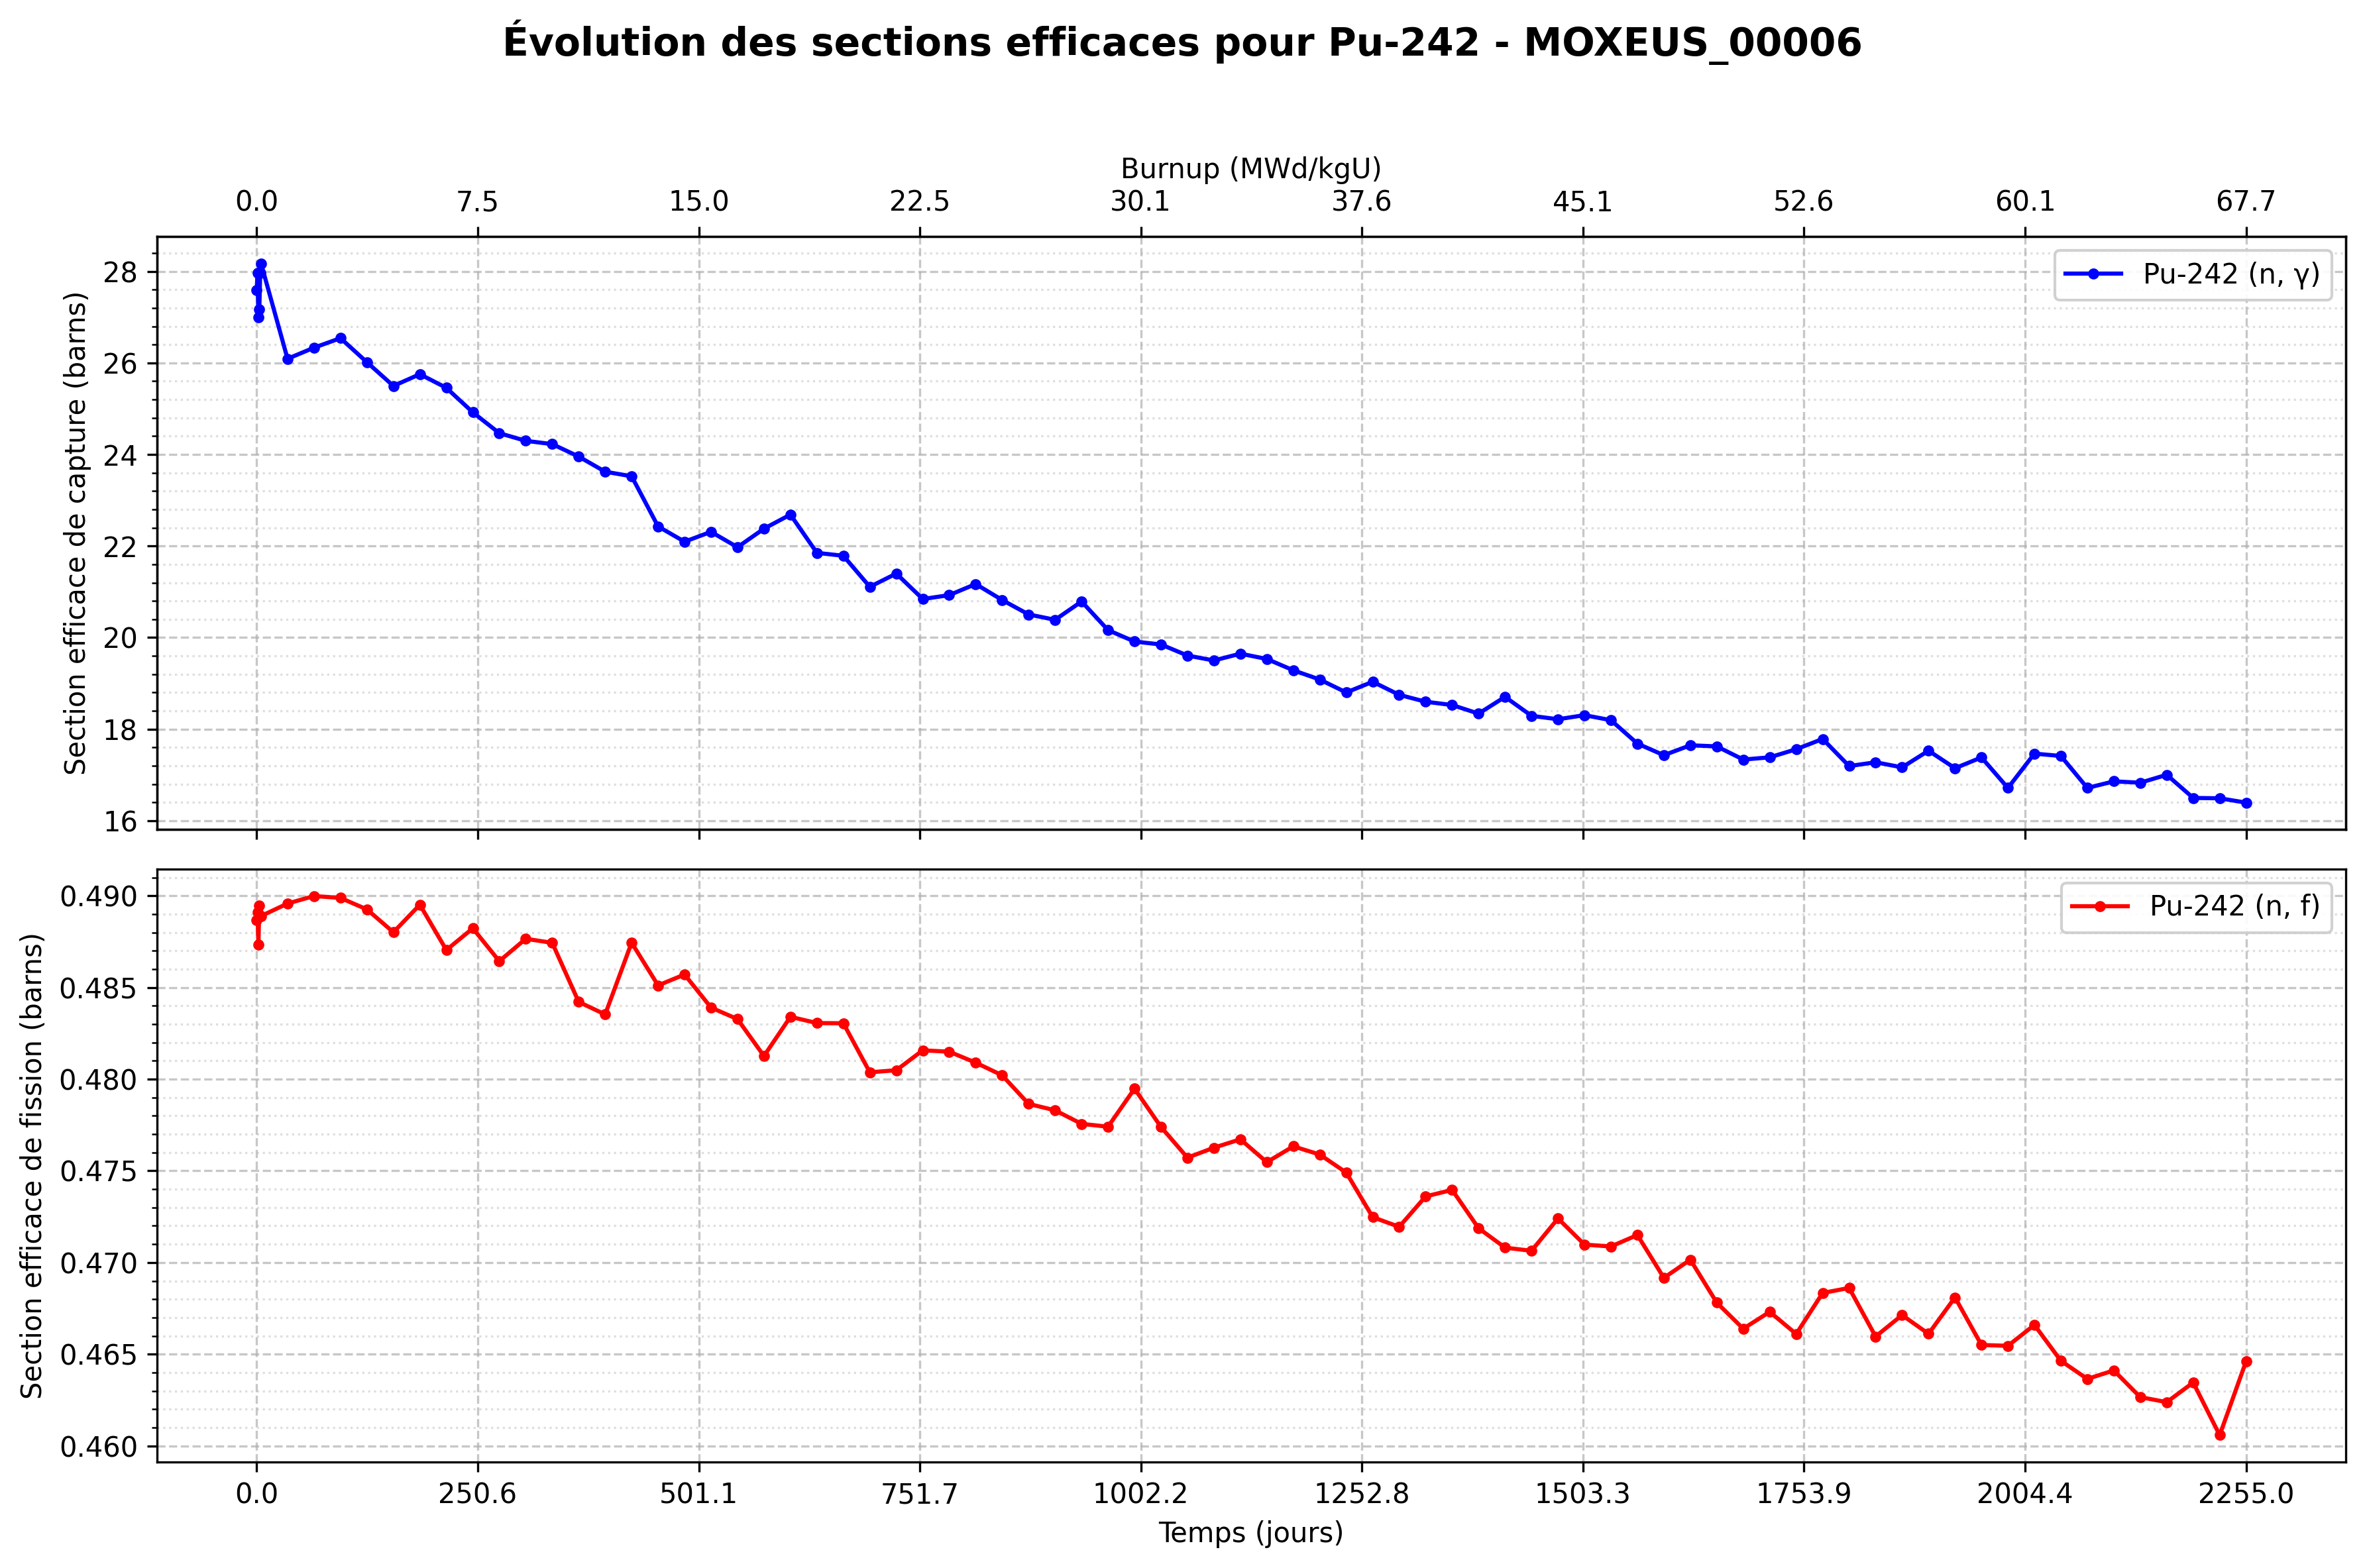 Évolution des sections efficaces pour Pu-242 - MOXEUS_00006
Burnup (MWd/kgU)
0.0 7.5 15.0 22.5 30.1 37.6 45.1 52.6 60.1 67.7
Section efficace de capture (barns)
28
26
24
22
20
18
16
Pu-242 (n, γ)
Section efficace de fission (barns)
0.490
0.485
0.480
0.475
0.470
0.465
0.460
Pu-242 (n, f)
0.0 250.6 501.1 751.7 1002.2 1252.8 1503.3 1753.9 2004.4 2255.0
Temps (jours)